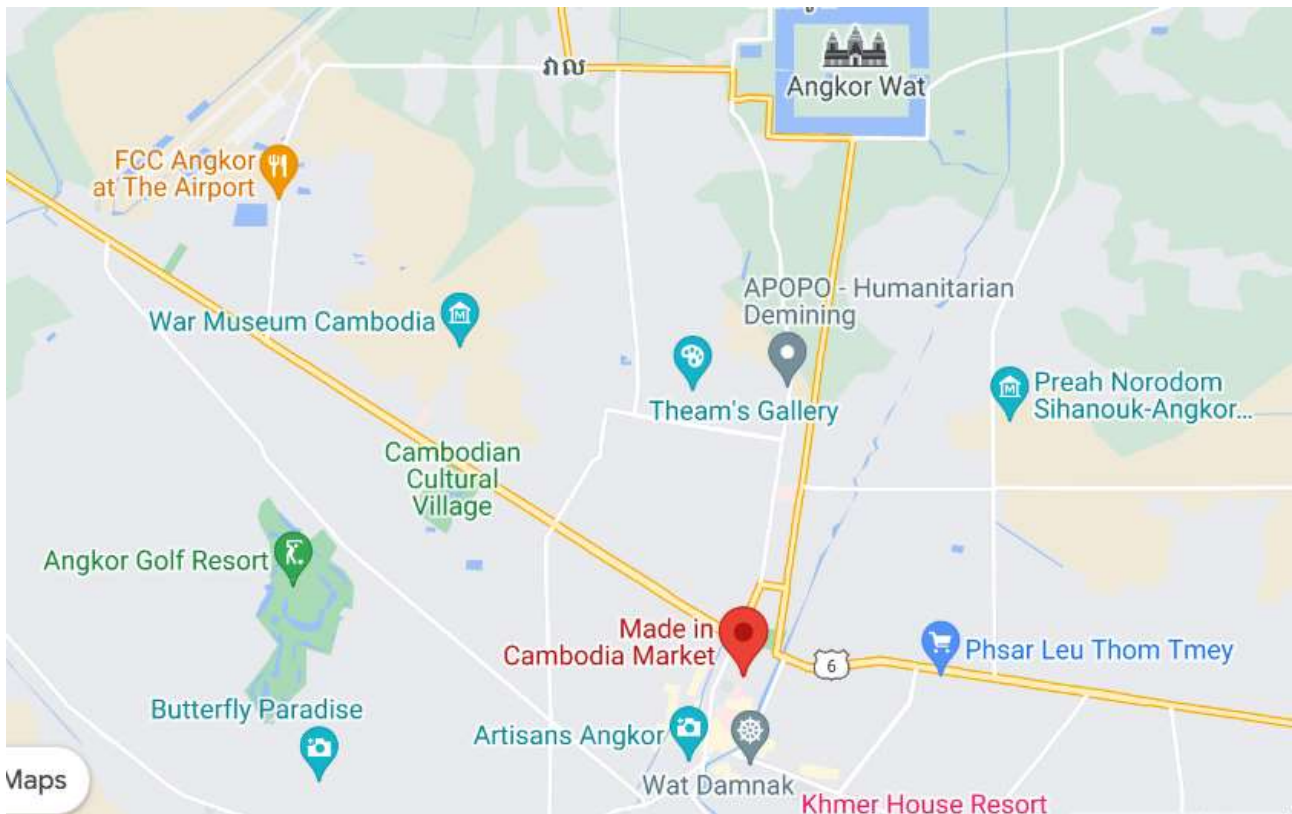 វាល
Angkor Wat
FCC Angkor
at The Airport
APOPO - Humanitarian
Demining
War Museum Cambodia
Preah Norodom
Sihanouk-Angkor...
Theam's Gallery
Cambodian
Cultural
Village
Angkor Golf Resort
Made in
Cambodia Market
6
Phsar Leu Thom Tmey
Butterfly Paradise
Artisans Angkor
Wat Damnak
Maps
Khmer House Resort